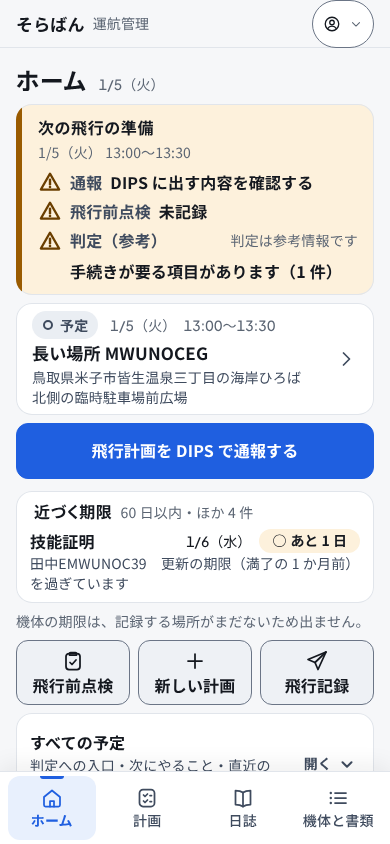 そらばん 運航管理
ホーム 1/5（火）
次の飛行の準備
1/5（火） 13:00〜13:30
通報 DIPS に出す内容を確認する
飛行前点検 未記録
判定（参考） 判定は参考情報です
手続きが要る項目があります（1 件）
予定 1/5（火） 13:00〜13:30
長い場所 MWUNOCEG
鳥取県米子市皆生温泉三丁目の海岸ひろば
北側の臨時駐車場前広場
飛行計画を DIPS で通報する
近づく期限 60 日以内・ほか 4 件
技能証明 1/6（水） あと 1 日
田中EMWUNOC39 更新の期限（満了の 1 か月前）
を過ぎています
機体の期限は、記録する場所がまだないため出ません。
飛行前点検 新しい計画 飛行記録
すべての予定
判定への入口・次にやること・直近の 開く
ホーム 計画 日誌 機体と書類